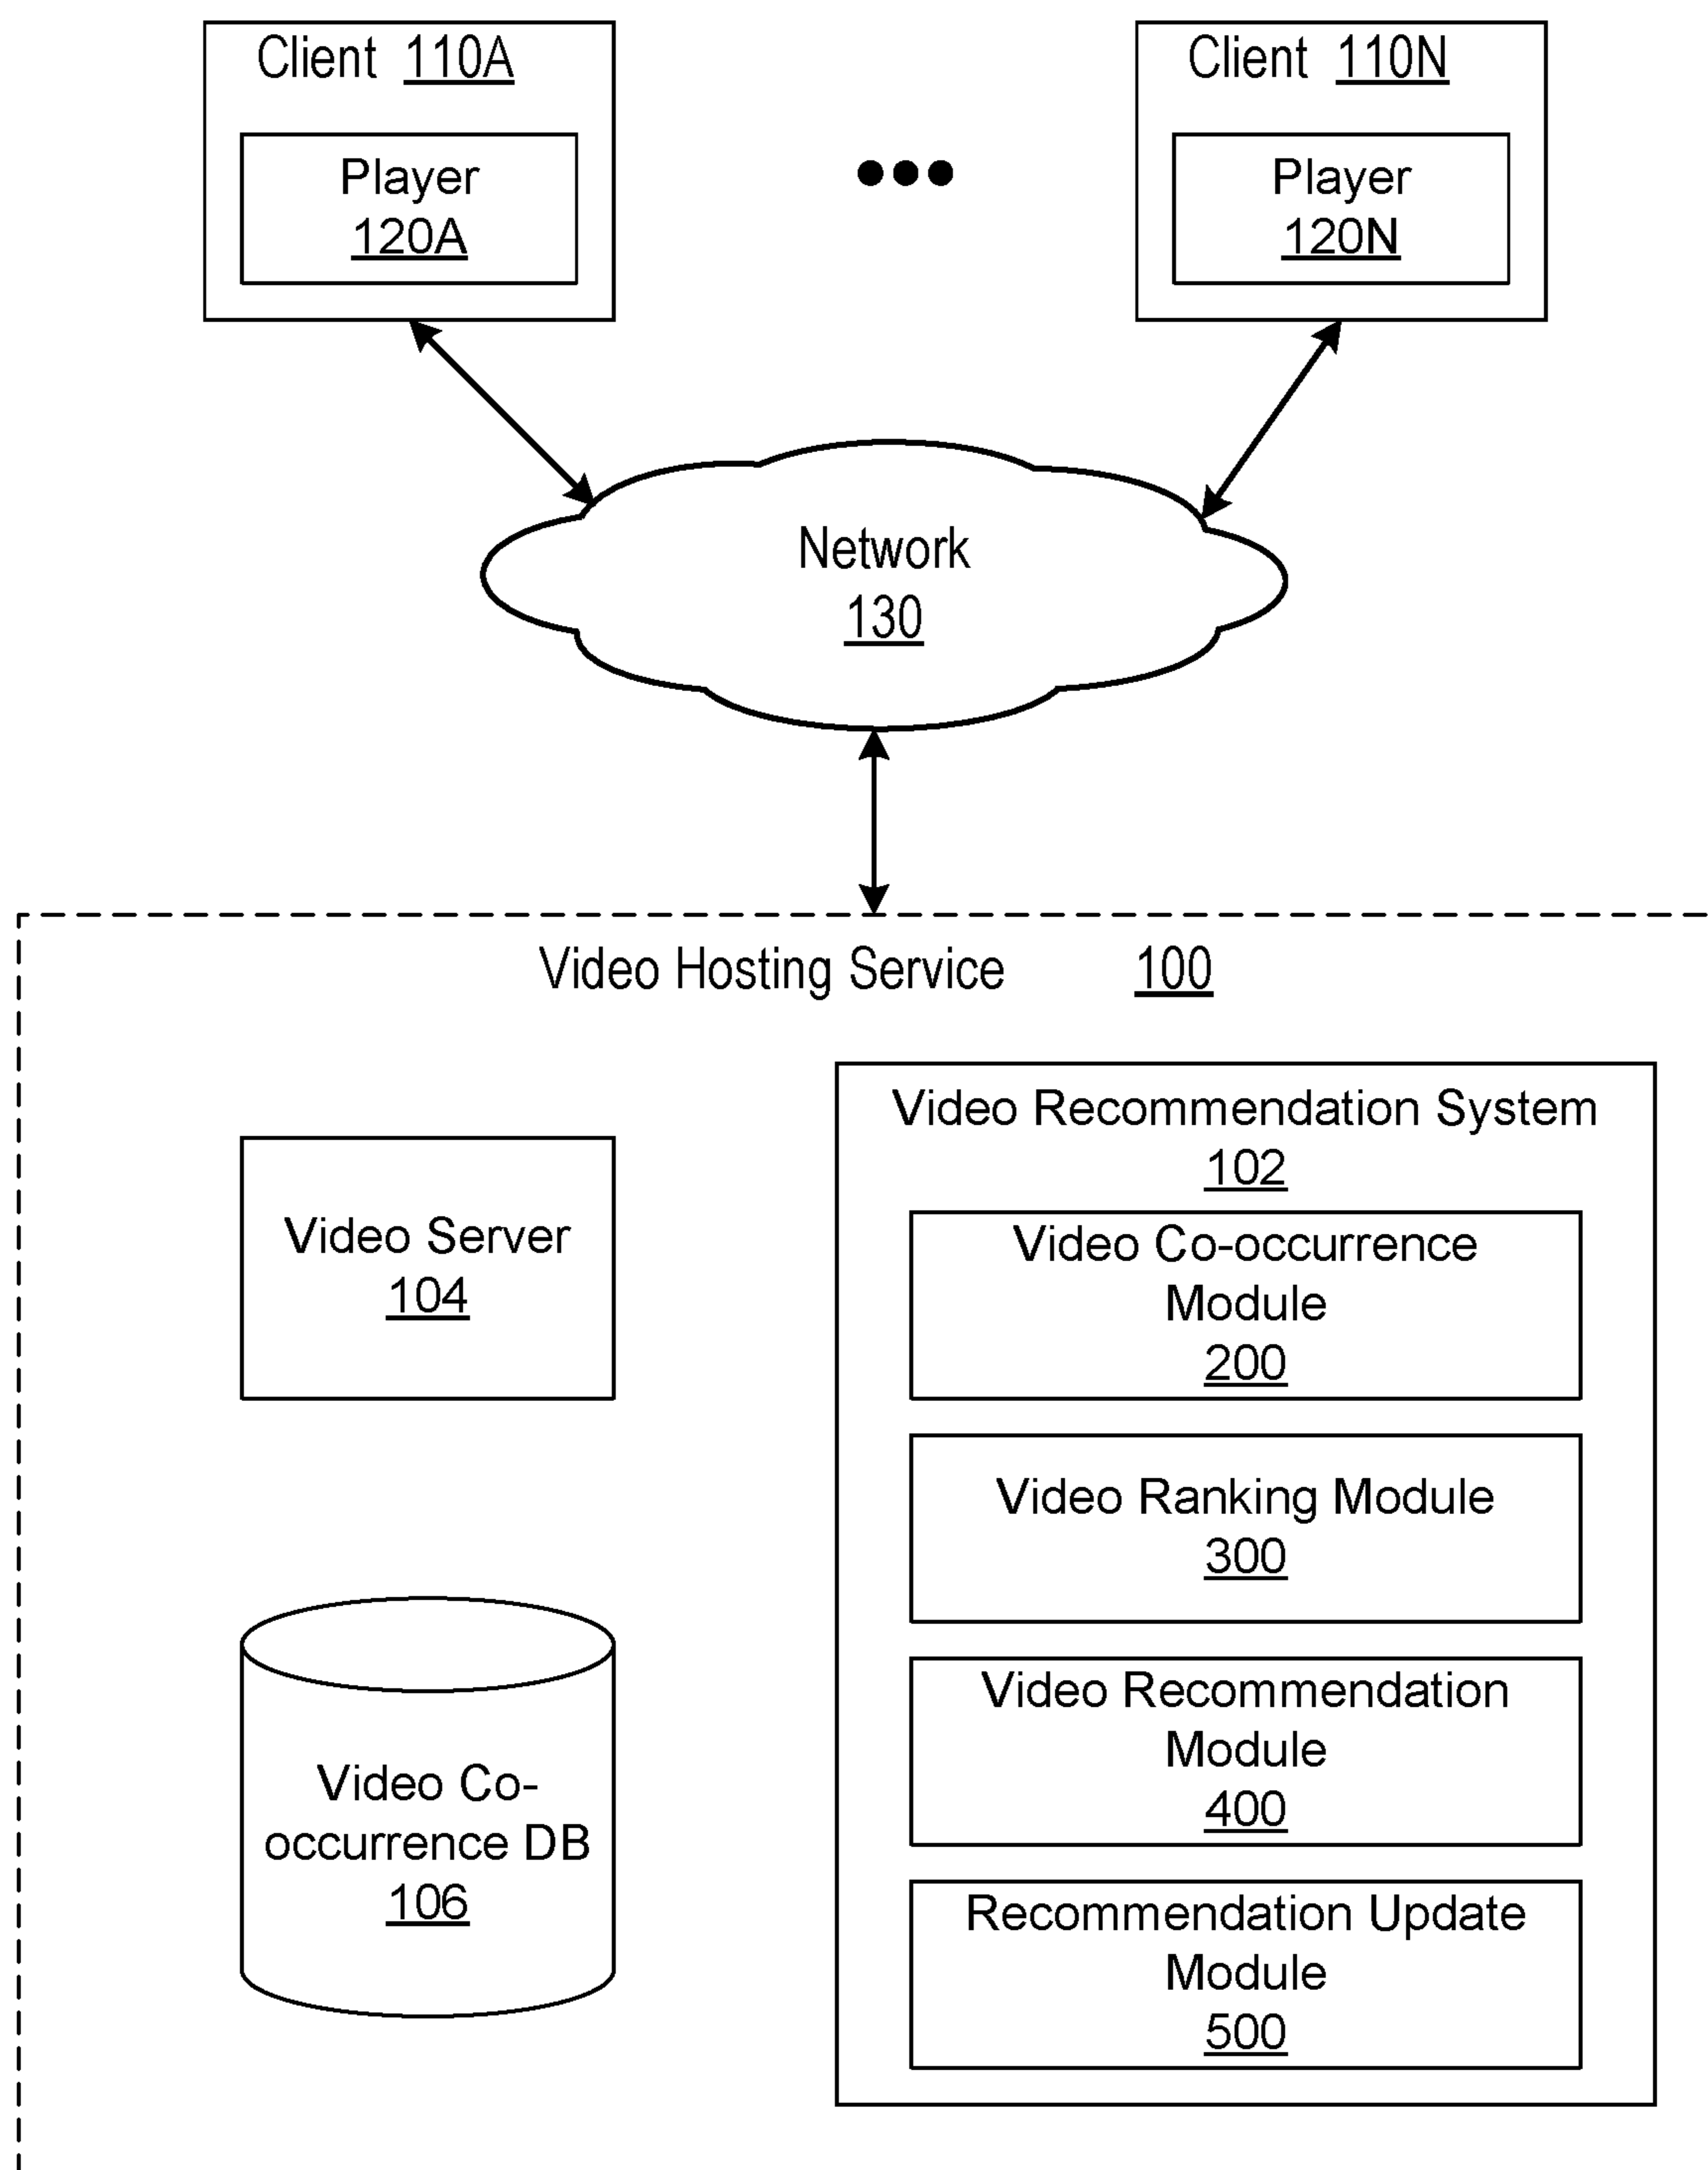 Client 110A
Player
120A
Client 110N
Player
120N
Network
130
Video Hosting Service 100
Video Server
104
Video Co-
occurrence DB
106
Video Recommendation System
102
Video Co-occurrence
Module
200
Video Ranking Module
300
Video Recommendation
Module
400
Recommendation Update
Module
500